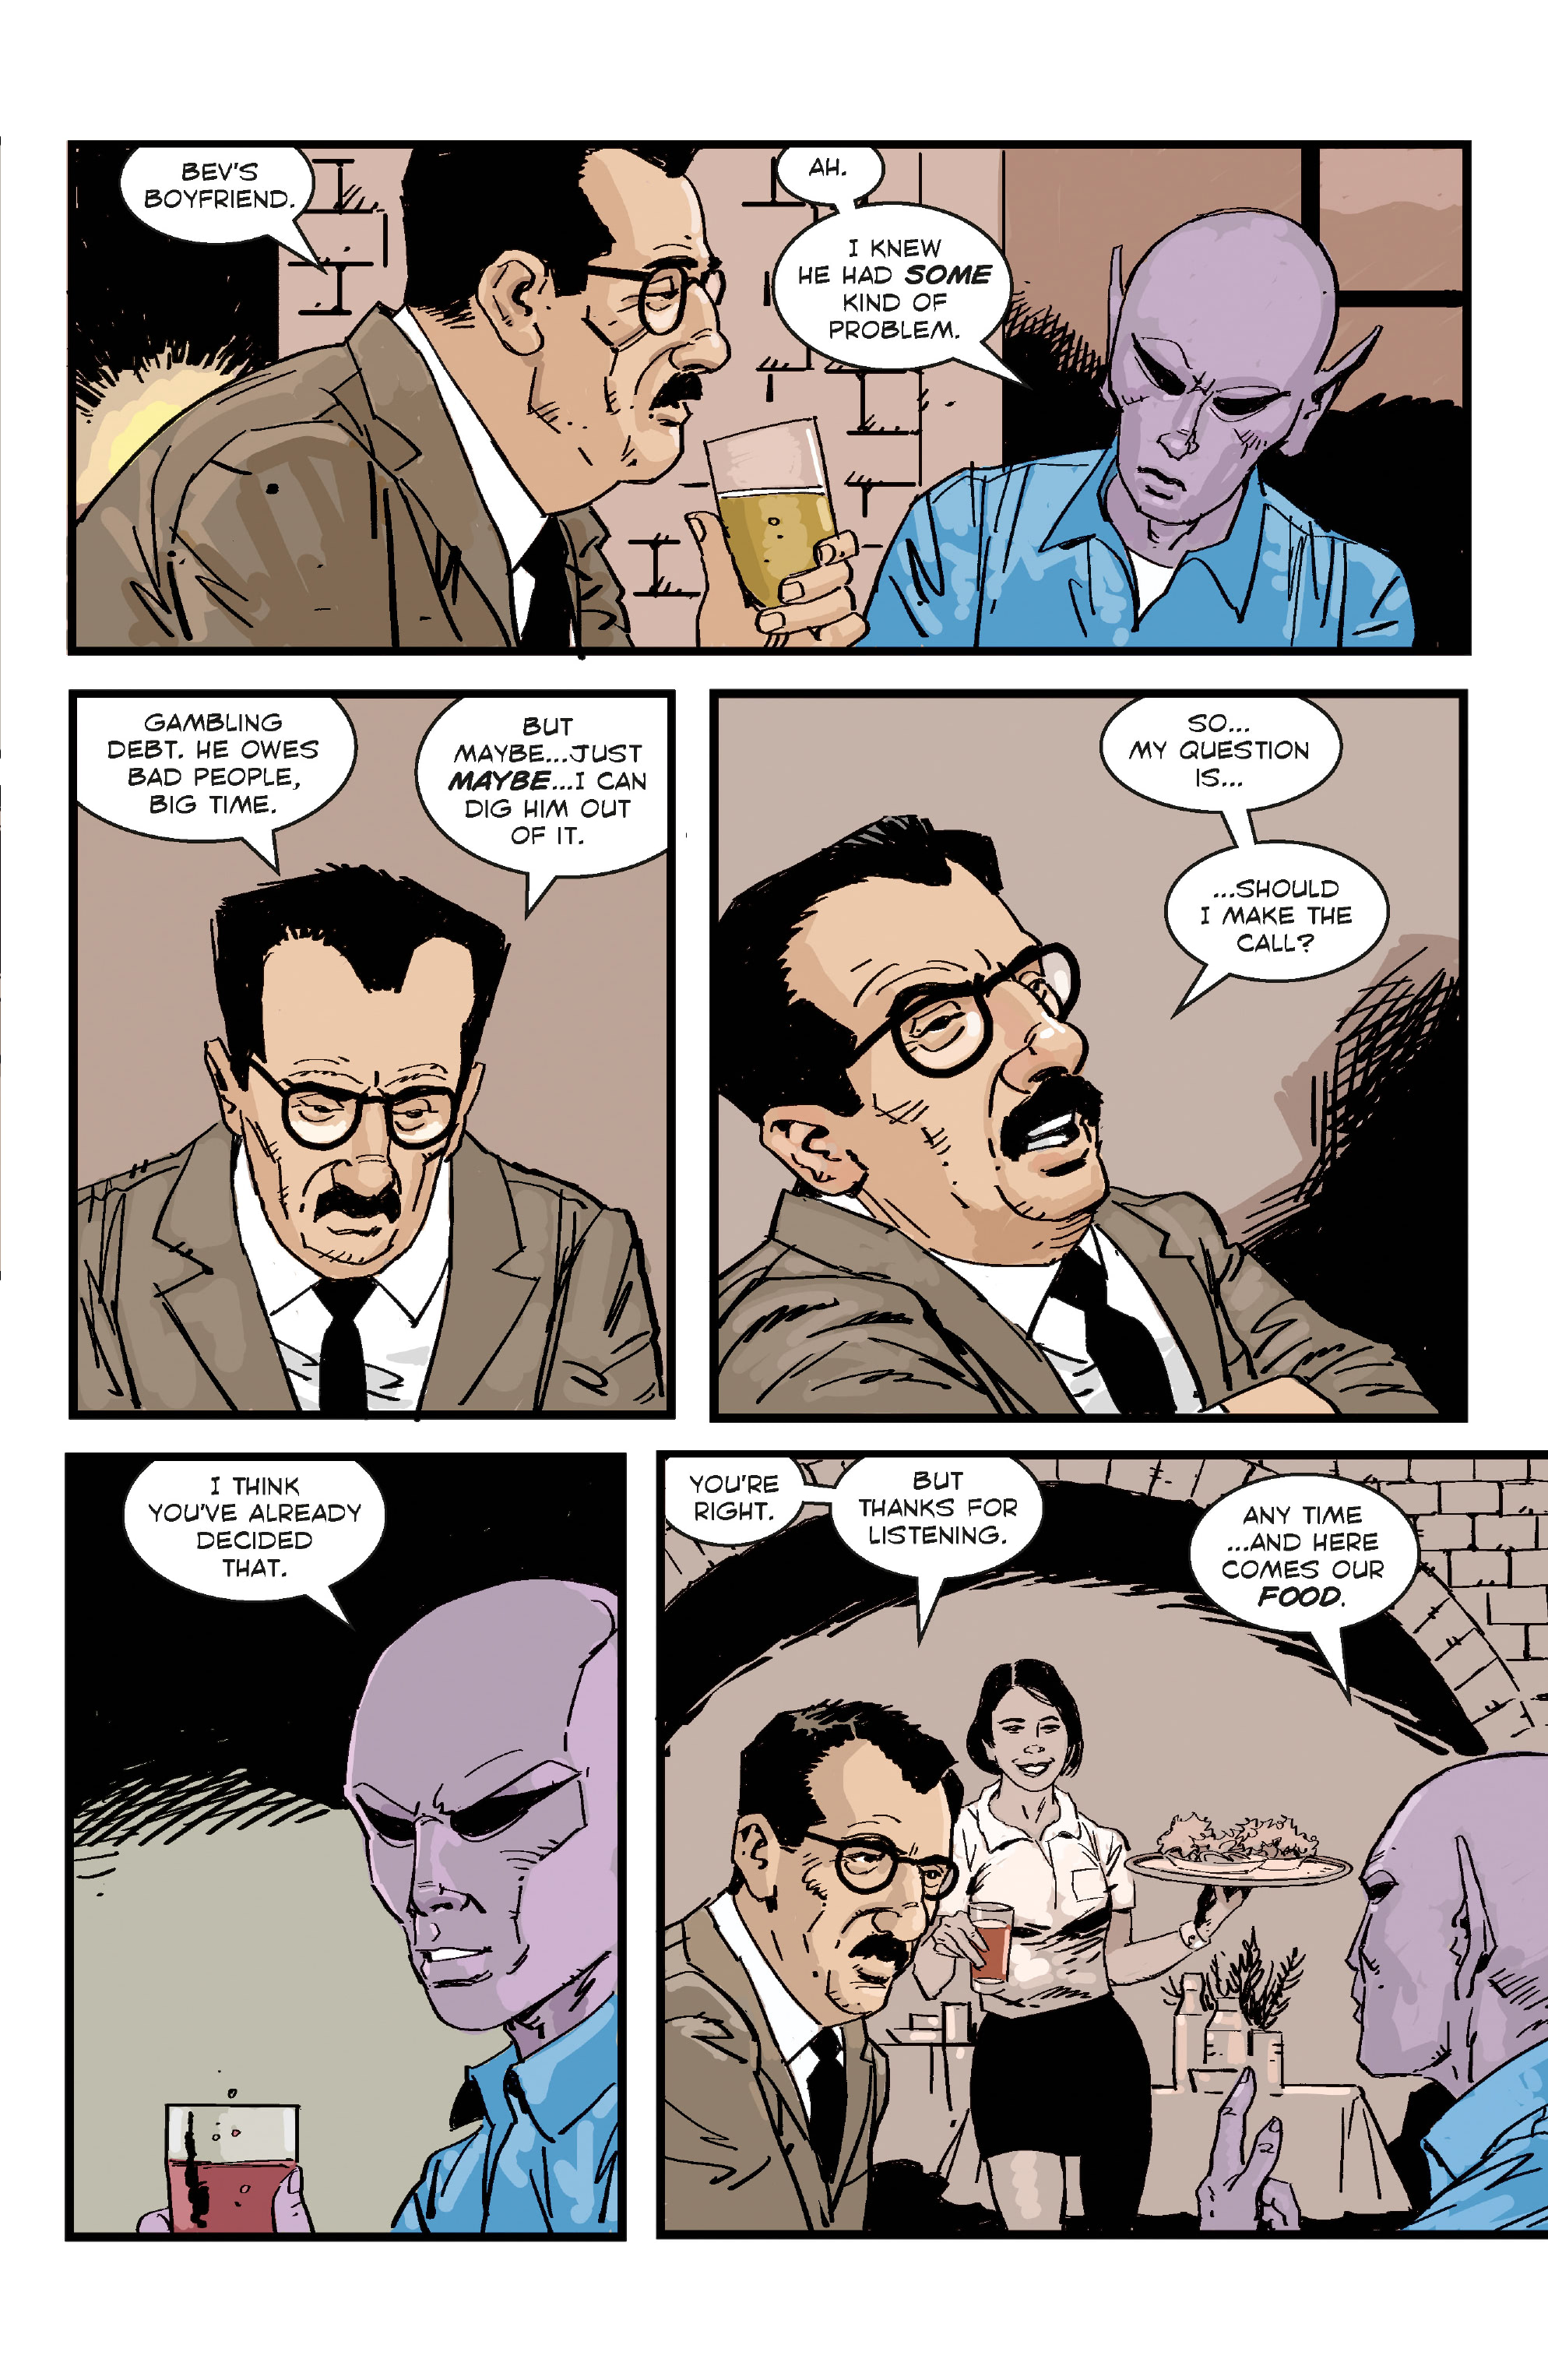 BEV'S
BOYFRIEND.
AH.
I KNEW
HE HAD SOME
KIND OF
PROBLEM.
GAMBLING
DEBT. HE OWES
BAD PEOPLE,
BIG TIME.
BUT
MAYBE...JUST
MAYBE...I CAN
DIG HIM OUT
OF IT.
SO...
MY QUESTION
IS...
...SHOULD
I MAKE THE
CALL?
I THINK
YOU'VE ALREADY
DECIDED
THAT.
YOU'RE
RIGHT.
BUT
THANKS FOR
LISTENING.
ANY TIME
...AND HERE
COMES OUR
FOOD.